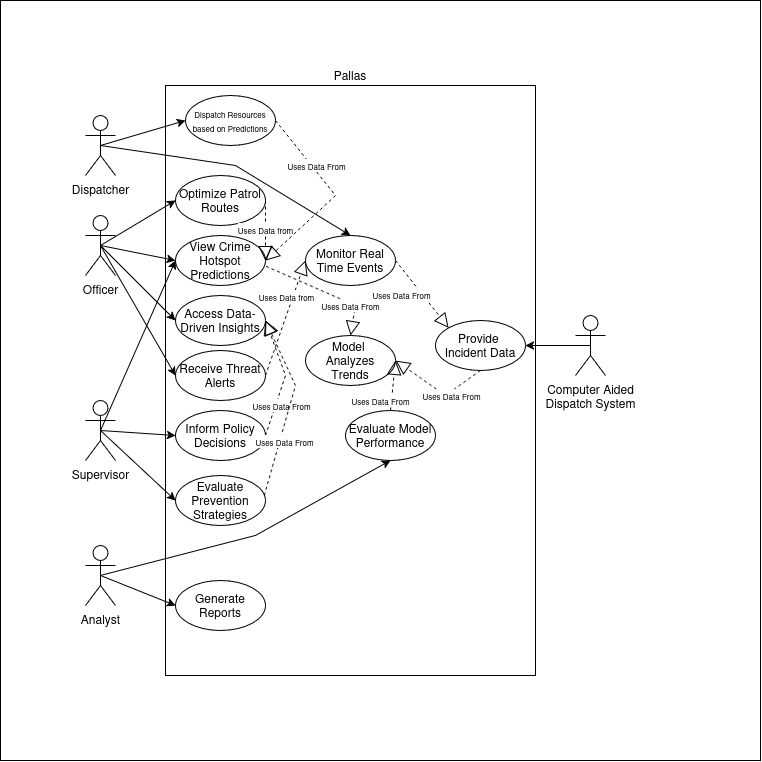 Pallas
Dispatch Resources
based on Predictions
Dispatcher
Uses Data From
Optimize Patrol
Routes
Uses Data from
Officer
View Crime
Hotspot
Predictions
Monitor Real
Time Events
Uses Data from
Uses Data From
Uses Data From
Access Data-
Driven Insights
Model
Analyzes
Trends
Provide
Incident Data
Computer Aided
Dispatch System
Receive Threat
Alerts
Uses Data From
Uses Data From
Uses Data From
Supervisor
Inform Policy
Decisions
Uses Data From
Evaluate Model
Performance
Evaluate
Prevention
Strategies
Analyst
Generate
Reports